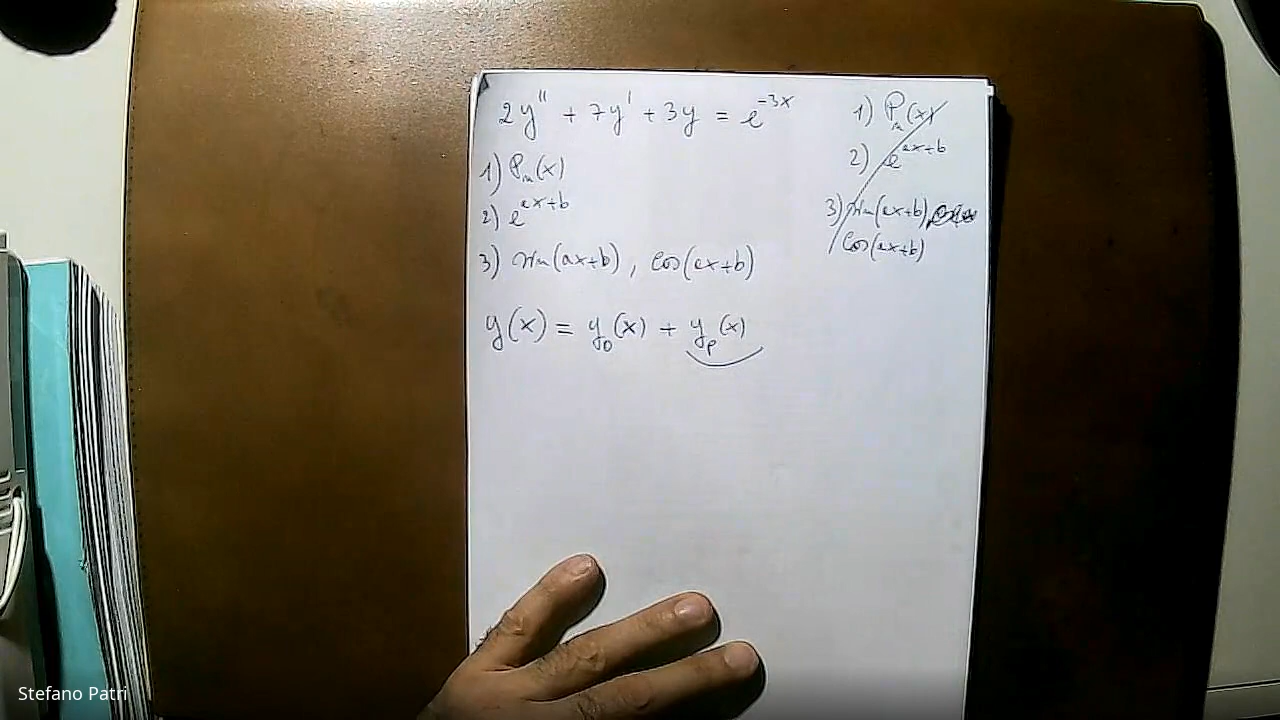 2y'' + 7y' + 3y = e^{-3x}
1) P_n(x)
2) e^{ax+b}
3) sin(ax+b), cos(ax+b)
y(x) = y_0(x) + y_p(x)
1) P_n(x)
2) e^{ax+b}
3) sin(ax+b),
cos(ax+b)
Stefano Patri